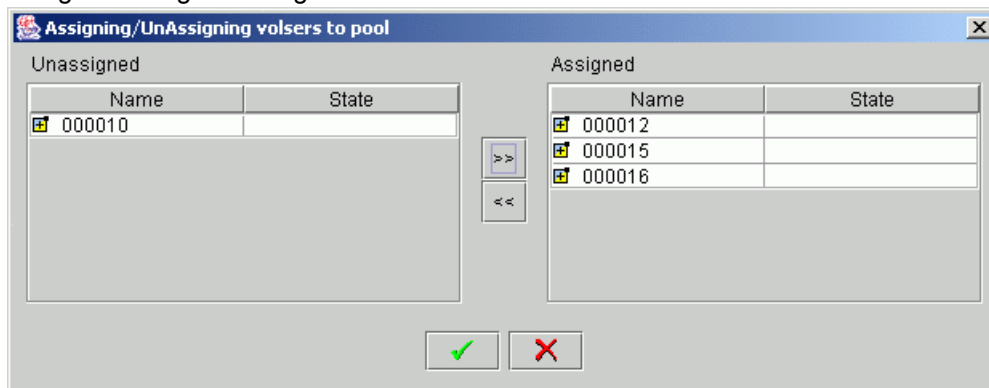 Assigning/UnAssigning volsers to pool
Unassigned
Name State
000010
>>
<<
Assigned
Name State
000012
000015
000016